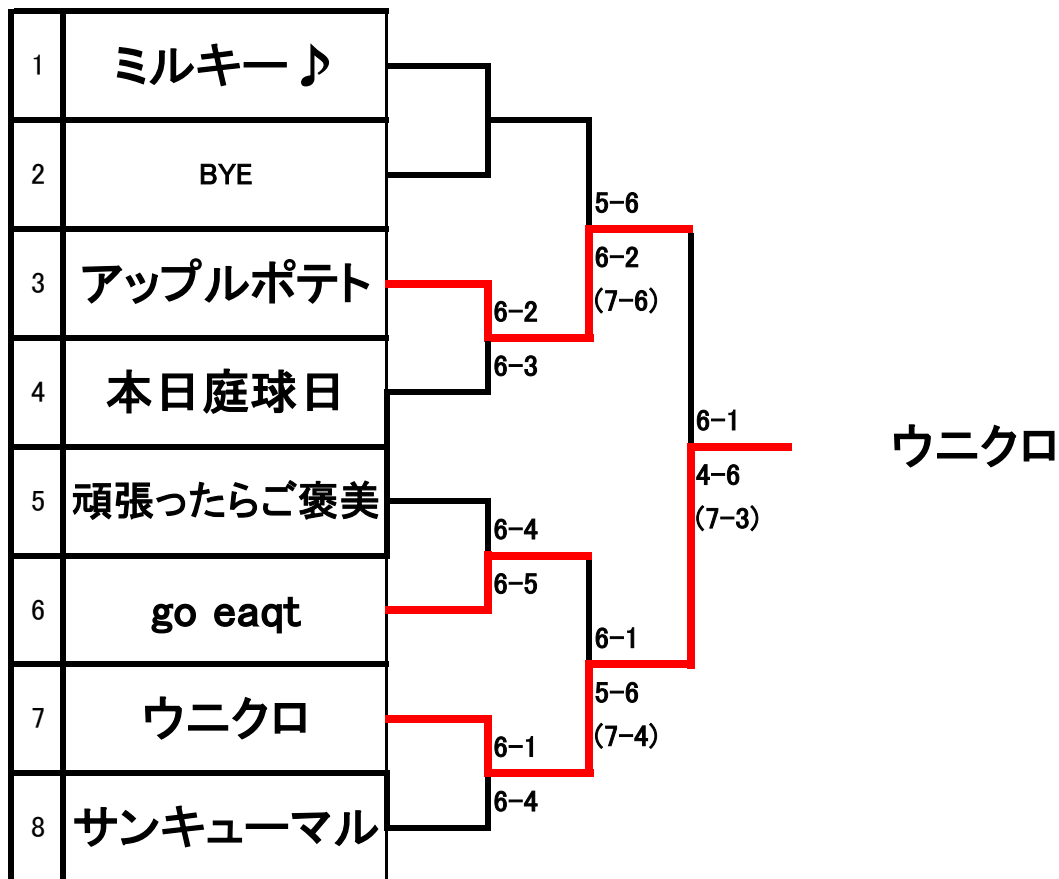 1 ミルキー♪
2 BYE
3 アップルポテト
4 本日庭球日
5 頑張ったらご褒美
6 go eaqt
7 ウニクロ
8 サンキューマル
6-2
6-3
6-4
6-5
6-1
6-4
5-6
6-2
(7-6)
6-1
5-6
(7-4)
6-1
4-6
(7-3)
ウニクロ